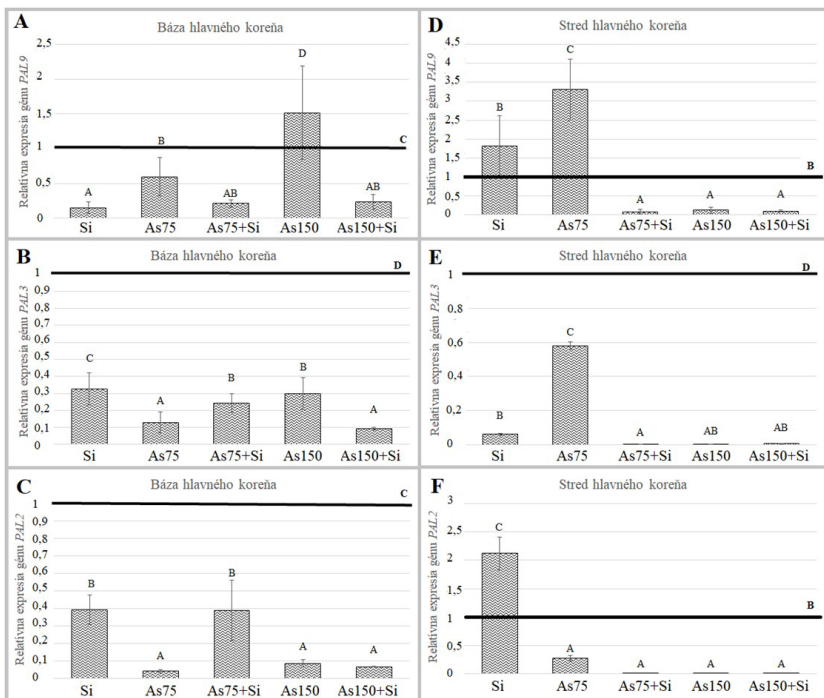 A
Báza hlavného koreňa
Relatívna expresia génu PAL9
2,5
2
1,5
1
0,5
0
A
B
AB
D
AB
C
Si
As75
As75+Si
As150
As150+Si
B
Báza hlavného koreňa
Relatívna expresia génu PAL3
1
0,9
0,8
0,7
0,6
0,5
0,4
0,3
0,2
0,1
0
C
A
B
B
A
D
Si
As75
As75+Si
As150
As150+Si
C
Báza hlavného koreňa
Relatívna expresia génu PAL2
1
0,9
0,8
0,7
0,6
0,5
0,4
0,3
0,2
0,1
0
B
A
B
A
A
C
Si
As75
As75+Si
As150
As150+Si
D
Stred hlavného koreňa
Relatívna expresia génu PAL9
4,5
4
3,5
3
2,5
2
1,5
1
0,5
0
B
C
A
A
A
B
Si
As75
As75+Si
As150
As150+Si
E
Stred hlavného koreňa
Relatívna expresia génu PAL3
1
0,8
0,6
0,2
0
B
C
A
AB
AB
D
Si
As75
As75+Si
As150
As150+Si
F
Stred hlavného koreňa
Relatívna expresia génu PAL2
3
2,5
2
1,5
1
0,5
0
C
A
A
A
A
B
Si
As75
As75+Si
As150
As150+Si